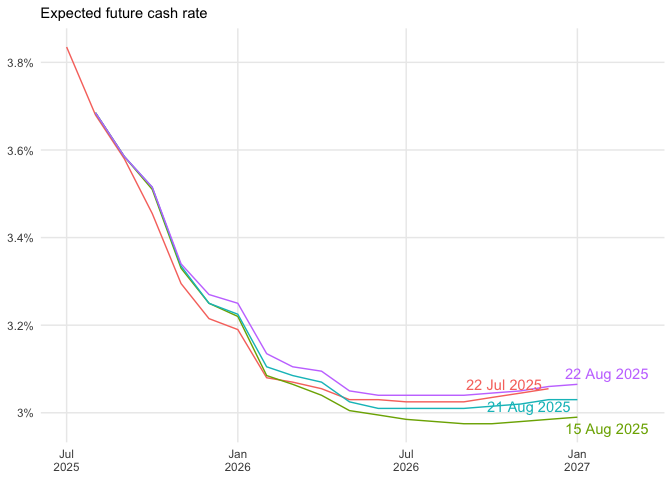 Expected future cash rate
3.8%
3.6%
3.4%
3.2%
3%
22 Aug 2025
22 Jul 2025
21 Aug 2025
15 Aug 2025
Jul
2025
Jan
2026
Jul
2026
Jan
2027